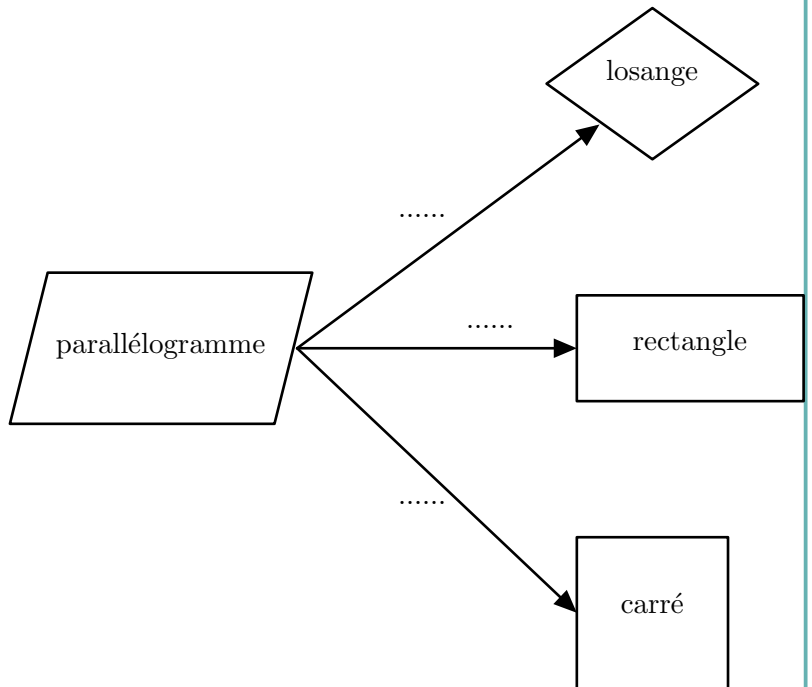 losange
......
......
parallélogramme
rectangle
......
carré